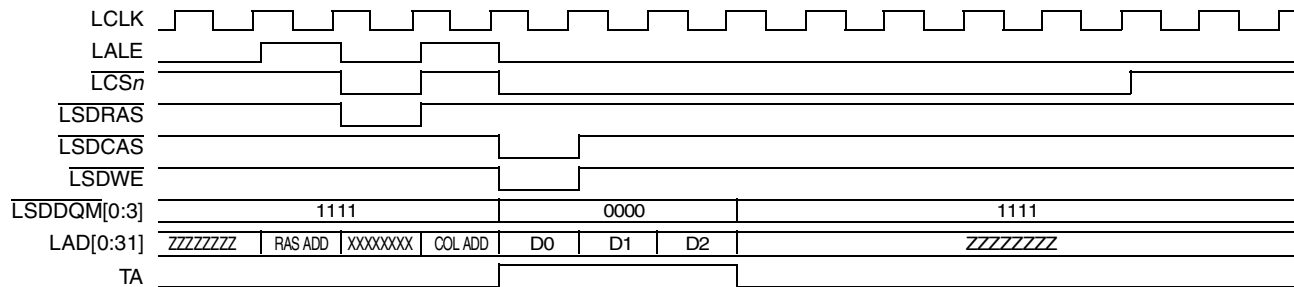 LCLK
LALE
LCSn
LSDRAS
LSDCAS
LSDWE
LSDDQM[0:3] 1111 0000 1111
LAD[0:31] ZZZZZZZZ RAS ADD XXXXXXXX COL ADD D0 D1 D2 ZZZZZZZZ
TA